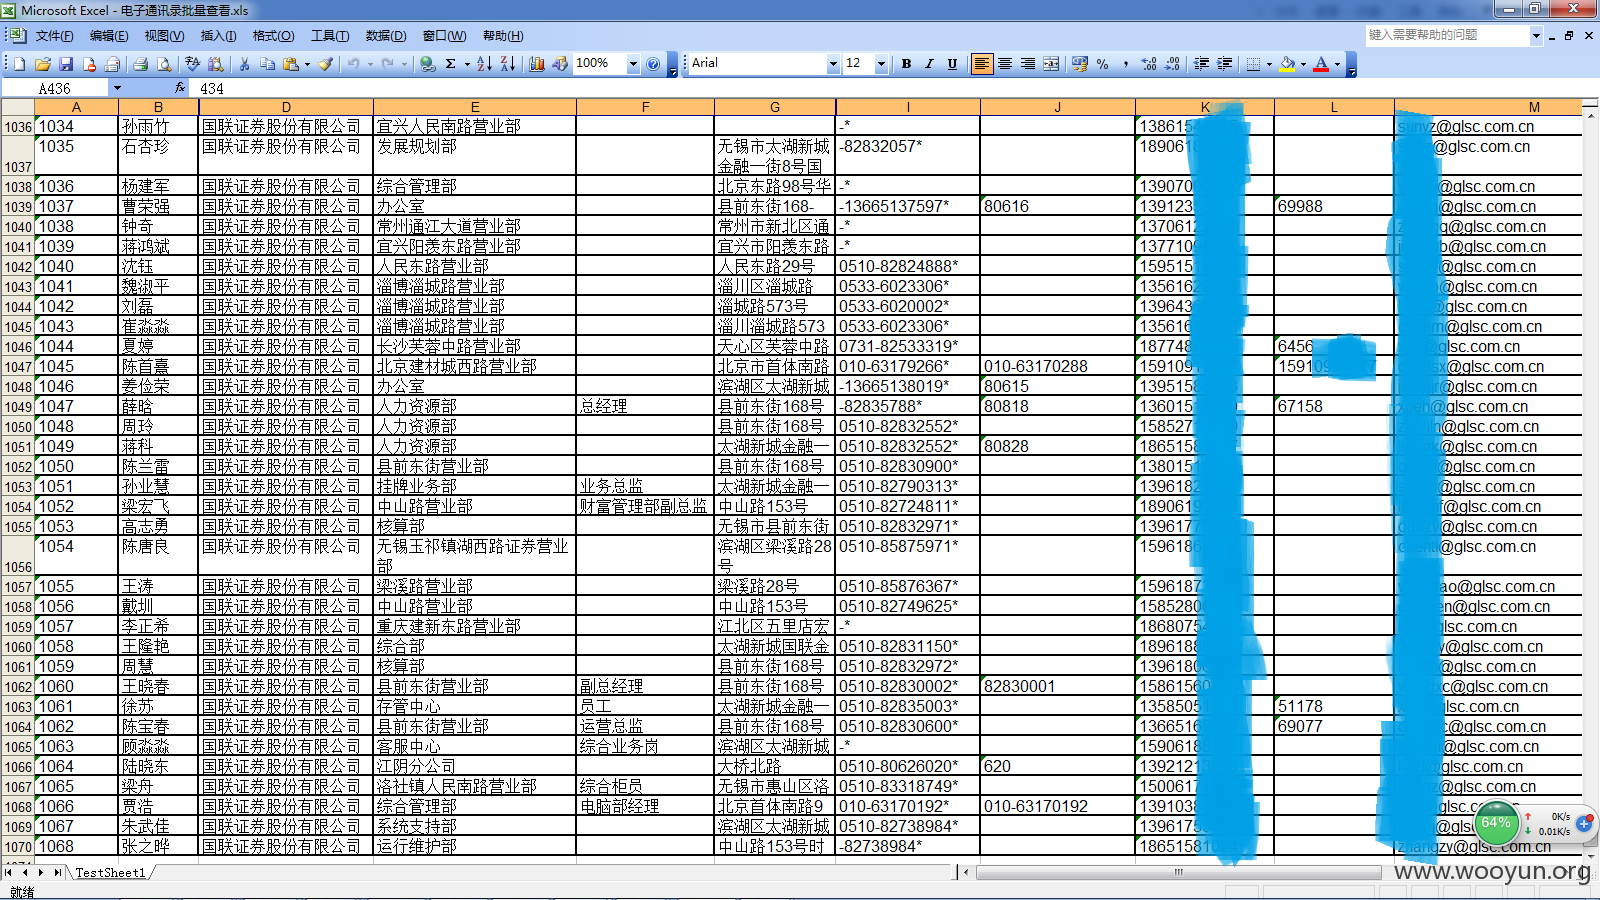 Microsoft Excel - 电子通讯录批量查看.xls
文件(F) 编辑(E) 视图(V) 插入(I) 格式(O) 工具(T) 数据(D) 窗口(W) 帮助(H) 键入需要帮助的问题
100% Arial 12 B I U
A436 fx 434
A B D E F G I J K L M
1036 1034 孙雨竹 国联证券股份有限公司 宜兴人民南路营业部 -* 138615 z@glsc.com.cn
1037 1035 石杏珍 国联证券股份有限公司 发展规划部 无锡市太湖新城 -82832057* 189061 @glsc.com.cn
金融一街8号国
1038 1036 杨建军 国联证券股份有限公司 综合管理部 北京东路98号华 -* 139070 @glsc.com.cn
1039 1037 曹荣强 国联证券股份有限公司 办公室 县前东街168- -13665137597* 80616 139123 69988 @glsc.com.cn
1040 1038 钟奇 国联证券股份有限公司 常州通江大道营业部 常州市新北区通 -* 137061 @glsc.com.cn
1041 1039 蒋鸿斌 国联证券股份有限公司 宜兴阳羡东路营业部 宜兴市阳羡东路 -* 137710 b@glsc.com.cn
1042 1040 沈钰 国联证券股份有限公司 人民东路营业部 人民东路29号 0510-82824888* 159515 @glsc.com.cn
1043 1041 魏淑平 国联证券股份有限公司 淄博淄城路营业部 淄川区淄城路 0533-6023306* 135616 @glsc.com.cn
1044 1042 刘磊 国联证券股份有限公司 淄博淄城路营业部 淄城路573号 0533-6020002* 139643 @glsc.com.cn
1045 1043 崔淼淼 国联证券股份有限公司 淄博淄城路营业部 淄川淄城路573 0533-6023306* 135616 m@glsc.com.cn
1046 1044 夏婷 国联证券股份有限公司 长沙芙蓉中路营业部 天心区芙蓉中路 0731-82533319* 187748 6456 @glsc.com.cn
1047 1045 陈首熹 国联证券股份有限公司 北京建材城西路营业部 北京市首体南路 010-63179266* 010-63170288 159109 159109 sx@glsc.com.cn
1048 1046 姜俭荣 国联证券股份有限公司 办公室 滨湖区太湖新城 -13665138019* 80615 139515 @glsc.com.cn
1049 1047 薛晗 国联证券股份有限公司 人力资源部 总经理 县前东街168号 -82835788* 80818 136015 67158 @glsc.com.cn
1050 1048 周玲 国联证券股份有限公司 人力资源部 县前东街168号 0510-82832552* 158527 @glsc.com.cn
1051 1049 蒋科 国联证券股份有限公司 人力资源部 太湖新城金融一 0510-82832552* 80828 186515 @glsc.com.cn
1052 1050 陈兰雷 国联证券股份有限公司 县前东街营业部 县前东街168号 0510-82830900* 138015 @glsc.com.cn
1053 1051 孙业慧 国联证券股份有限公司 挂牌业务部 业务总监 太湖新城金融一 0510-82790313* 139618 @glsc.com.cn
1054 1052 梁宏飞 国联证券股份有限公司 中山路营业部 财富管理部副总监 中山路153号 0510-82724811* 189061 f@glsc.com.cn
1055 1053 高志勇 国联证券股份有限公司 核算部 无锡市县前东街 0510-82832971* 139617 @glsc.com.cn
1056 1054 陈唐良 国联证券股份有限公司 无锡玉祁镇湖西路证券营业 滨湖区梁溪路28 0510-85875971* 159618 @glsc.com.cn
部 号
1057 1055 王涛 国联证券股份有限公司 梁溪路营业部 梁溪路28号 0510-85876367* 159618 ao@glsc.com.cn
1058 1056 戴圳 国联证券股份有限公司 中山路营业部 中山路153号 0510-82749625* 158528 en@glsc.com.cn
1059 1057 李正希 国联证券股份有限公司 重庆建新东路营业部 江北区五里店宏 -* 186807 glsc.com.cn
1060 1058 王隆艳 国联证券股份有限公司 综合部 太湖新城国联金 0510-82831150* 189618 y@glsc.com.cn
1061 1059 周慧 国联证券股份有限公司 核算部 县前东街168号 0510-82832972* 139618 @glsc.com.cn
1062 1060 王晓春 国联证券股份有限公司 县前东街营业部 副总经理 县前东街168号 0510-82830002* 82830001 158615 xc@glsc.com.cn
1063 1061 徐苏 国联证券股份有限公司 存管中心 员工 太湖新城金融一 0510-82835003* 135850 51178 glsc.com.cn
1064 1062 陈宝春 国联证券股份有限公司 县前东街营业部 运营总监 县前东街168号 0510-82830600* 136651 69077 c@glsc.com.cn
1065 1063 顾淼淼 国联证券股份有限公司 客服中心 综合业务岗 滨湖区太湖新城 -* 159061 @glsc.com.cn
1066 1064 陆晓东 国联证券股份有限公司 江阴分公司 大桥北路 0510-80626020* 620 139212 @glsc.com.cn
1067 1065 梁舟 国联证券股份有限公司 洛社镇人民南路营业部 综合柜员 无锡市惠山区洛 0510-83318749* 150061 z@glsc.com.cn
1068 1066 贾浩 国联证券股份有限公司 综合管理部 电脑部经理 北京首体南路9 010-63170192* 010-63170192 139103 @glsc
1069 1067 朱武佳 国联证券股份有限公司 系统支持部 滨湖区太湖新城 0510-82738984* 139617 @glsc
1070 1068 张之晔 国联证券股份有限公司 运行维护部 中山路153号时 -82738984* 1865158 zhangzy@glsc.com.cn
64% 0K/s
0.01K/s
TestSheet1
www.wooyun.org
就绪